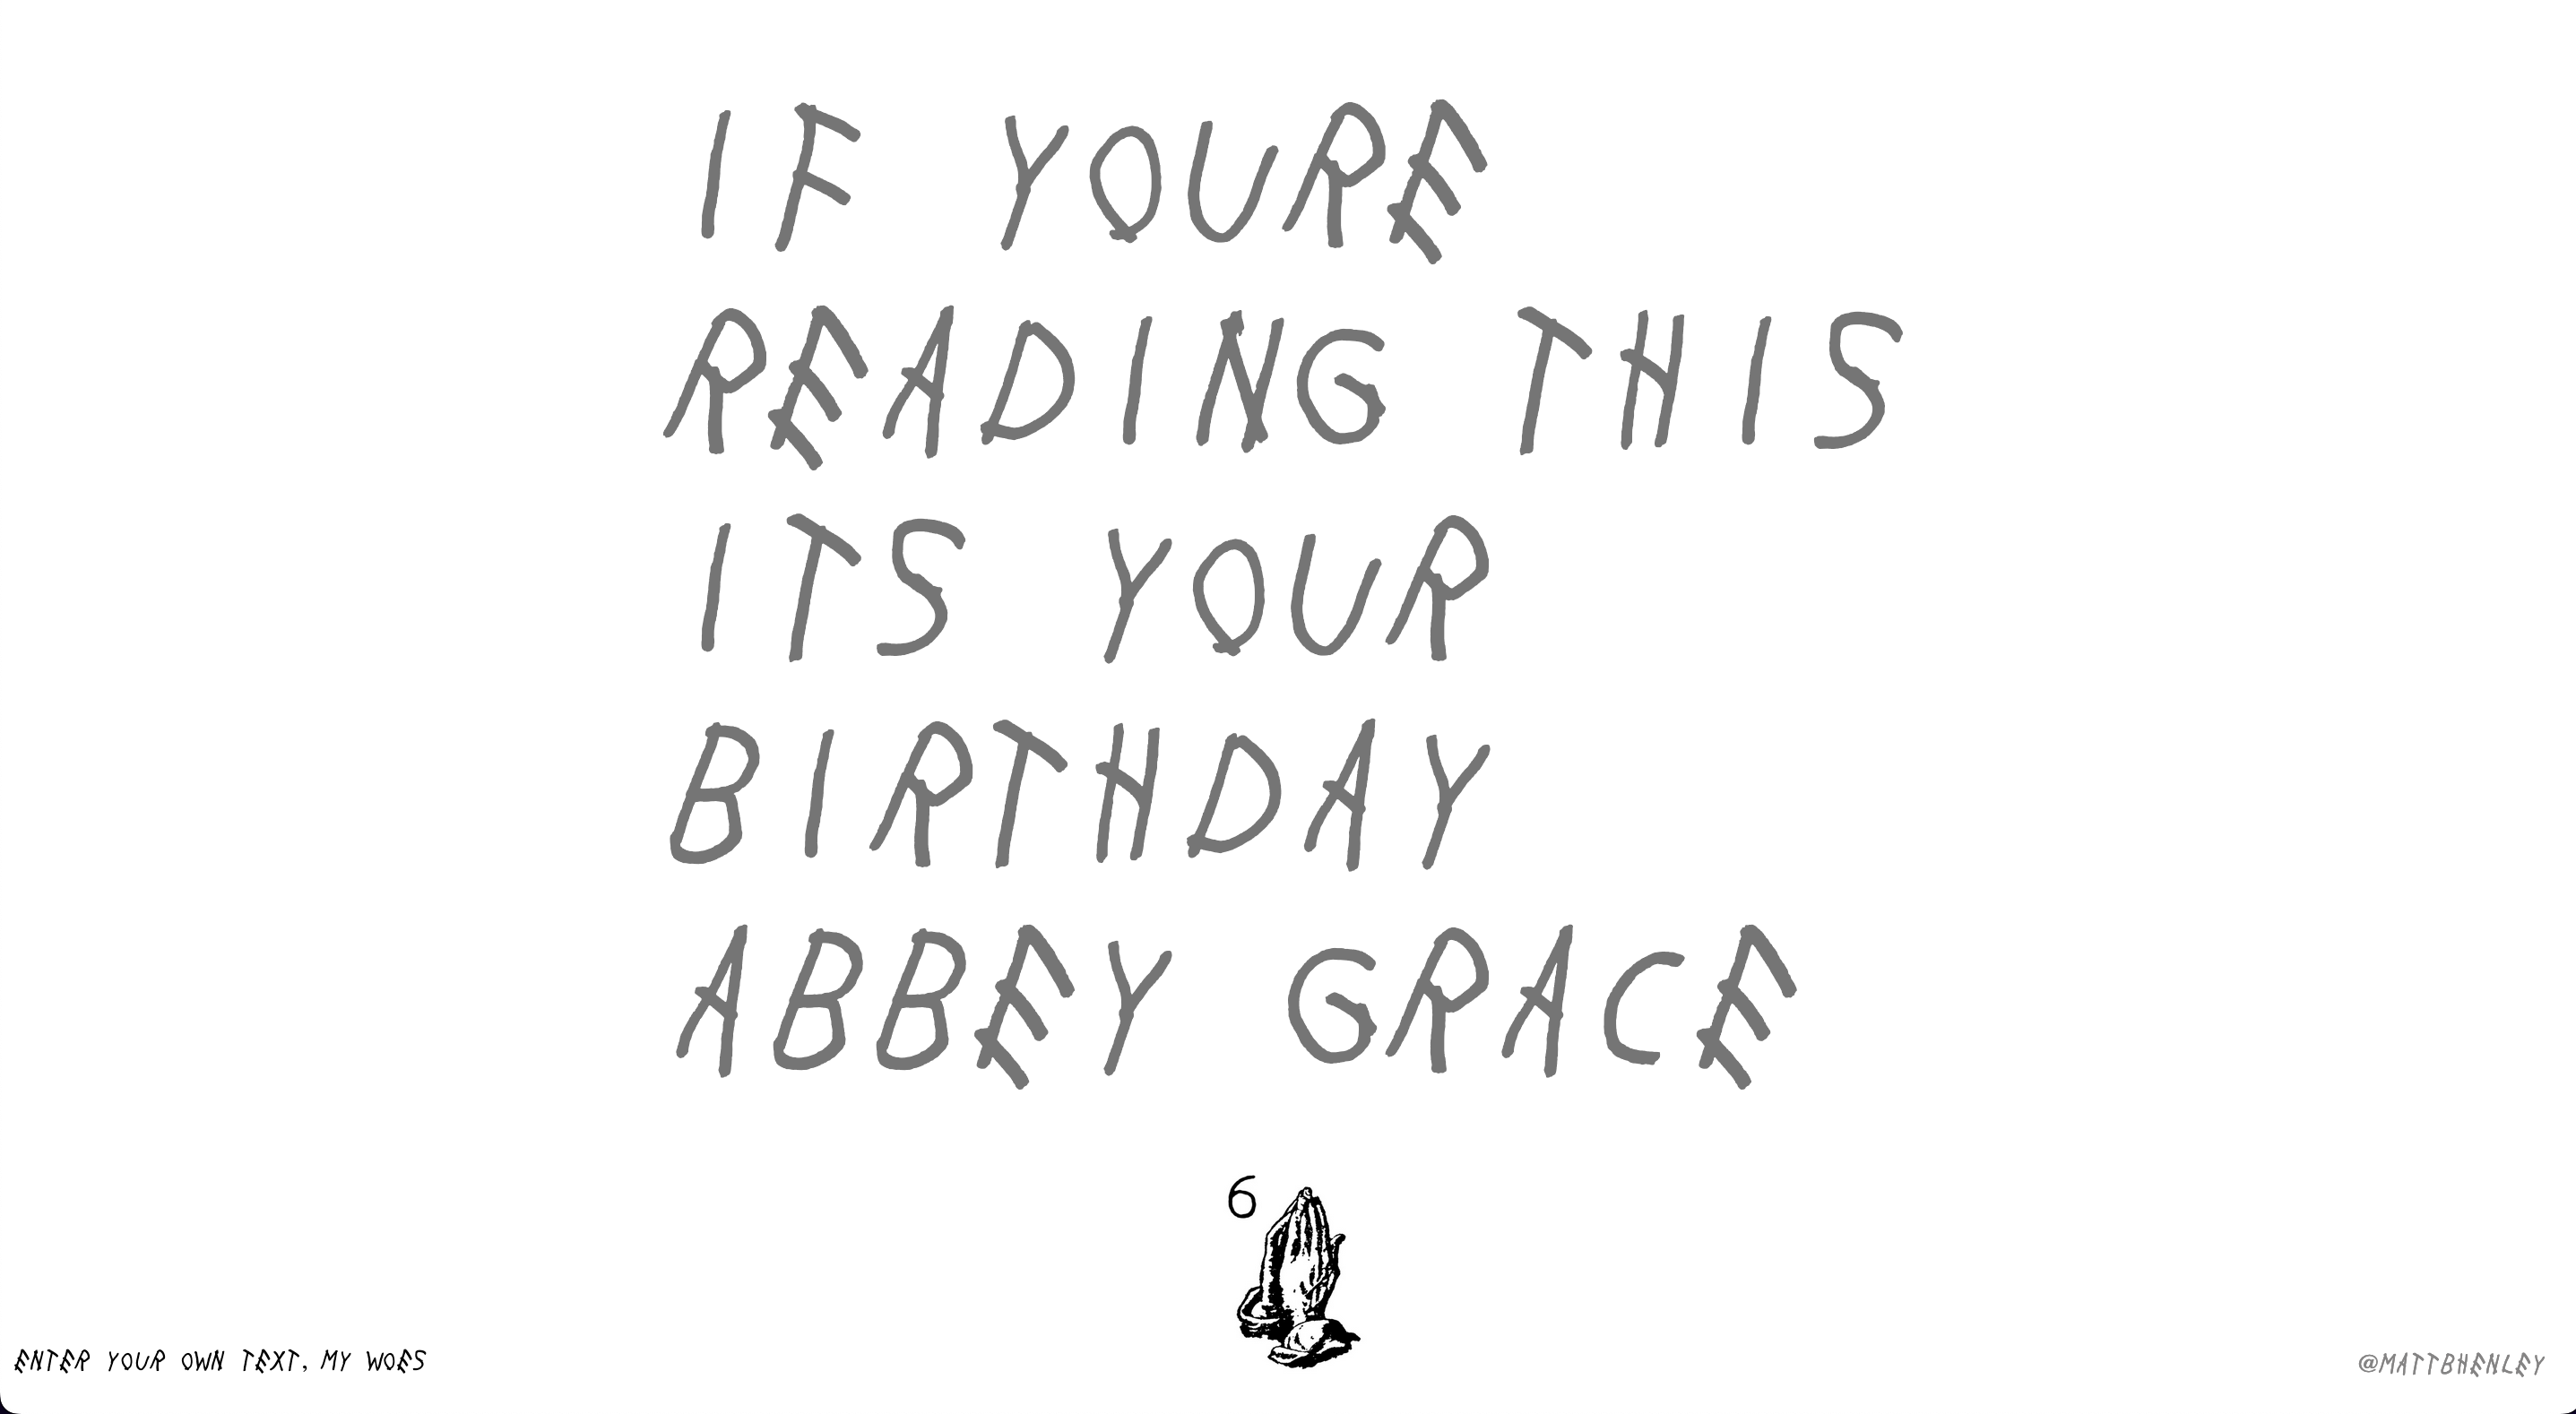 IF YOURE
READING THIS
ITS YOUR
BIRTHDAY
ABBEY GRACE
6
ENTER YOUR OWN TEXT, MY WOES
@MATTBHENLEY